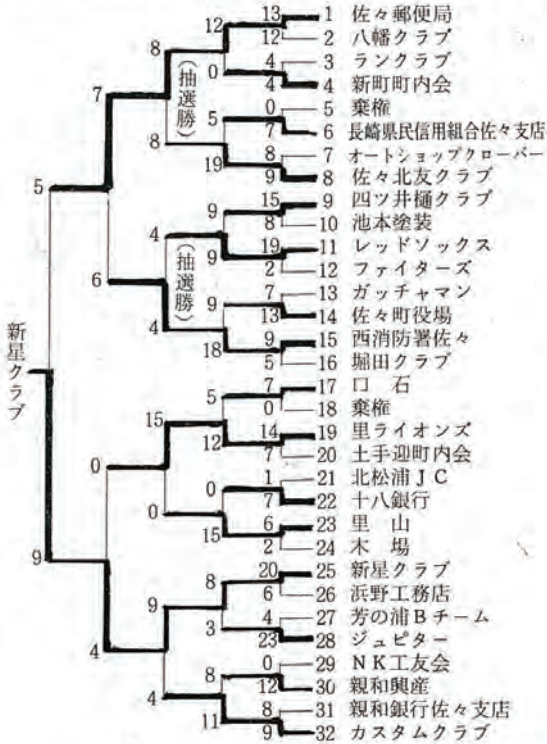 13 1 佐々郵便局
12 2 八幡クラブ
4 3 ランクラブ
4 4 新町町内会
0 5 棄権
7 6 長崎県民信用組合佐々支店
8 7 オートショップクローバー
9 8 佐々北友クラブ
15 9 四ツ井樋クラブ
8 10 池本塗装
19 11 レッドソックス
2 12 ファイターズ
7 13 ガッチャマン
13 14 佐々町役場
9 15 西消防署佐々
5 16 堀田クラブ
7 17 口石
0 18 棄権
14 19 里ライオンズ
7 20 土手迎町内会
1 21 北松浦JC
7 22 十八銀行
6 23 里山
2 24 木場
20 25 新星クラブ
6 26 浜野工務店
4 27 芳の浦Bチーム
23 28 ジュピター
0 29 NK工友会
12 30 親和興産
8 31 親和銀行佐々支店
9 32 カスタムクラブ
12
0
5
19
9
9
9
18
5
12
0
15
8
3
8
11
8
(抽選勝)
8
4
(抽選勝)
4
15
0
9
4
7
6
0
4
5
9
新星クラブ